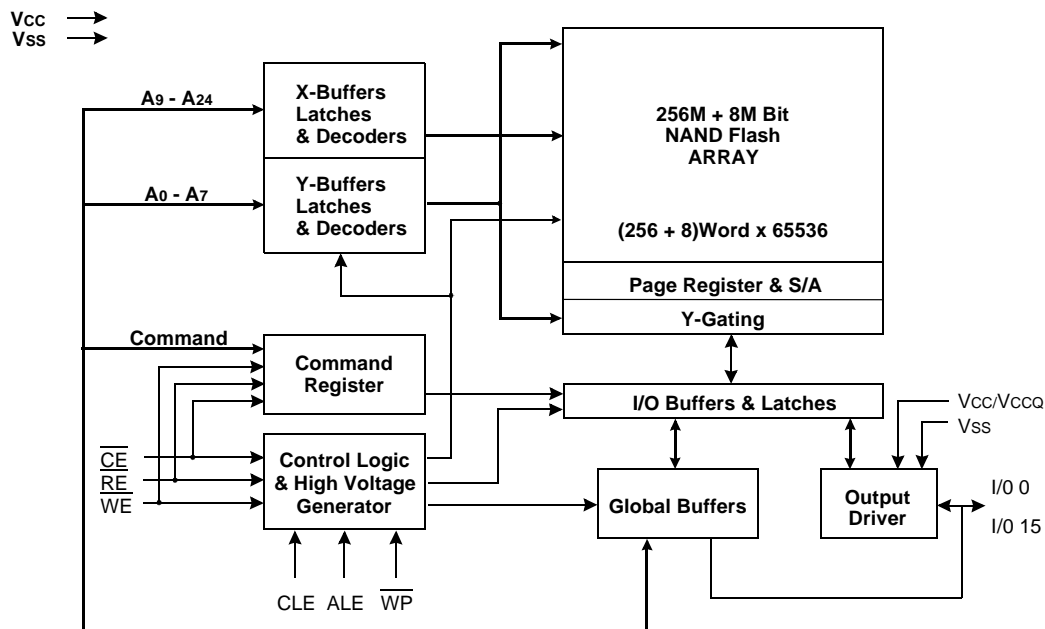 VCC
VSS
A9 - A24
X-Buffers
Latches
& Decoders
A0 - A7
Y-Buffers
Latches
& Decoders
256M + 8M Bit
NAND Flash
ARRAY
(256 + 8)Word x 65536
Page Register & S/A
Y-Gating
Command
Command
Register
I/O Buffers & Latches
VCC/VCCQ
VSS
CE
RE
WE
Control Logic
& High Voltage
Generator
Global Buffers
Output
Driver
I/0 0
I/0 15
CLE
ALE
WP